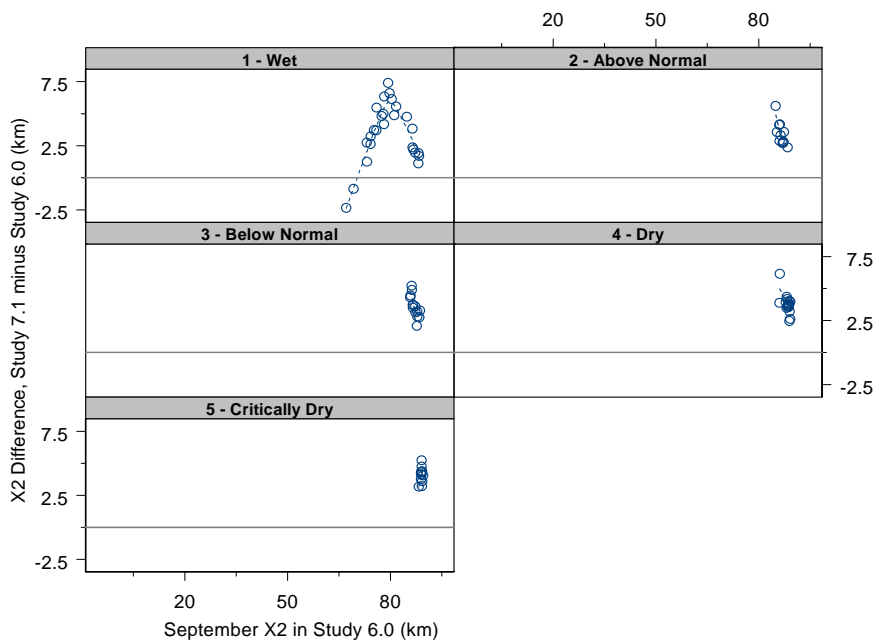 20 50 80
1 - Wet
2 - Above Normal
7.5
2.5
-2.5
3 - Below Normal
4 - Dry
7.5
2.5
-2.5
5 - Critically Dry
7.5
2.5
-2.5
20 50 80
September X2 in Study 6.0 (km)
X2 Difference, Study 7.1 minus Study 6.0 (km)